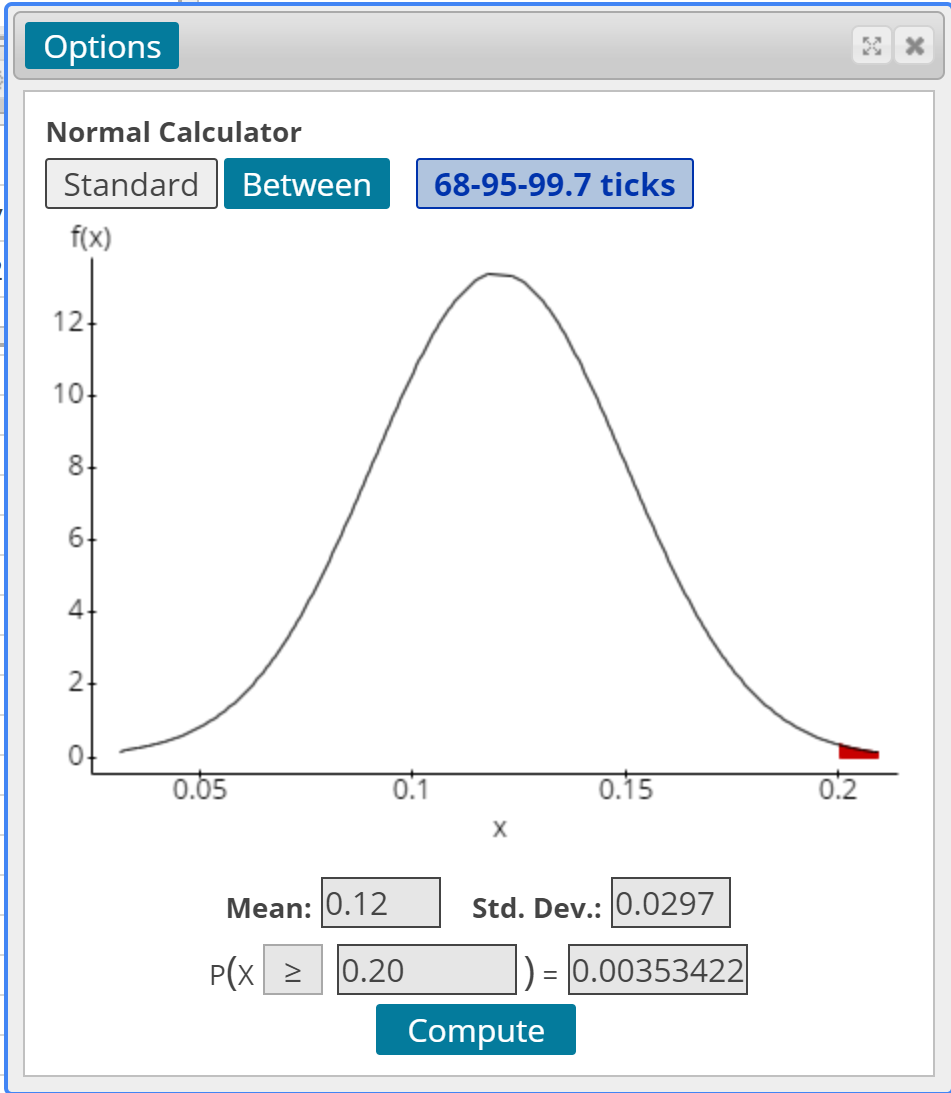 Options
Normal Calculator
Standard Between 68-95-99.7 ticks
f(x)
12
10
8
6
4
2
0
0.05 0.1 0.15 0.2
x
Mean: 0.12 Std. Dev.: 0.0297
P(X ≥ 0.20 ) = 0.00353422
Compute